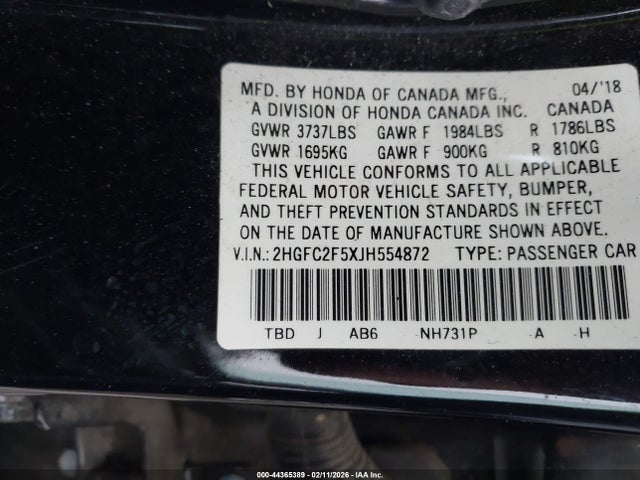 MFD. BY HONDA OF CANADA MFG., 04/'18
A DIVISION OF HONDA CANADA INC. CANADA
GVWR 3737LBS GAWR F 1984LBS R 1786LBS
GVWR 1695KG GAWR F 900KG R 810KG
THIS VEHICLE CONFORMS TO ALL APPLICABLE
FEDERAL MOTOR VEHICLE SAFETY, BUMPER,
AND THEFT PREVENTION STANDARDS IN EFFECT
ON THE DATE OF MANUFACTURE SHOWN ABOVE.
V.I.N.: 2HGFC2F5XJH554872 TYPE: PASSENGER CAR
TBD J AB6 NH731P A H
000-44365389 - 02/11/2026 - IAA Inc.